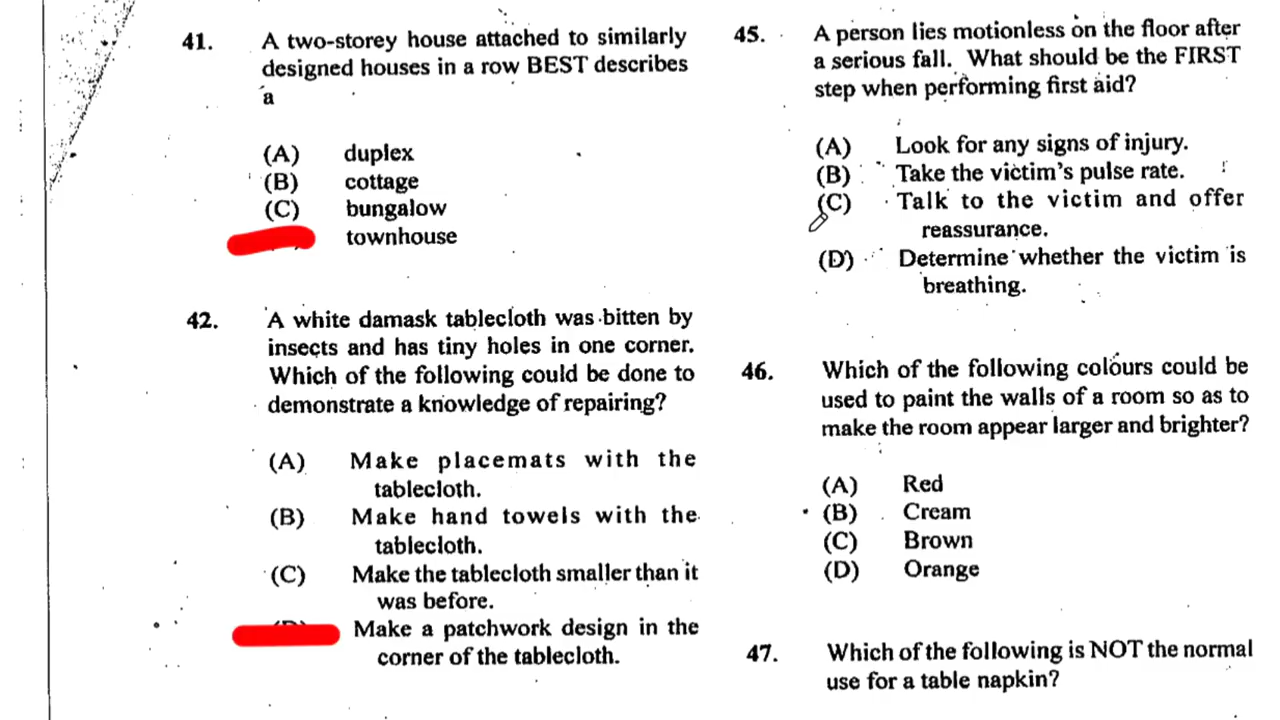 41. A two-storey house attached to similarly
designed houses in a row BEST describes
a
(A) duplex
(B) cottage
(C) bungalow
townhouse
42. A white damask tablecloth was bitten by
insects and has tiny holes in one corner.
Which of the following could be done to
demonstrate a knowledge of repairing?
(A) Make placemats with the
tablecloth.
(B) Make hand towels with the
tablecloth.
(C) Make the tablecloth smaller than it
was before.
Make a patchwork design in the
corner of the tablecloth.
45. A person lies motionless on the floor after
a serious fall. What should be the FIRST
step when performing first aid?
(A) Look for any signs of injury.
(B) Take the victim's pulse rate.
(C) Talk to the victim and offer
reassurance.
(D) Determine whether the victim is
breathing.
46. Which of the following colours could be
used to paint the walls of a room so as to
make the room appear larger and brighter?
(A) Red
(B) Cream
(C) Brown
(D) Orange
47. Which of the following is NOT the normal
use for a table napkin?